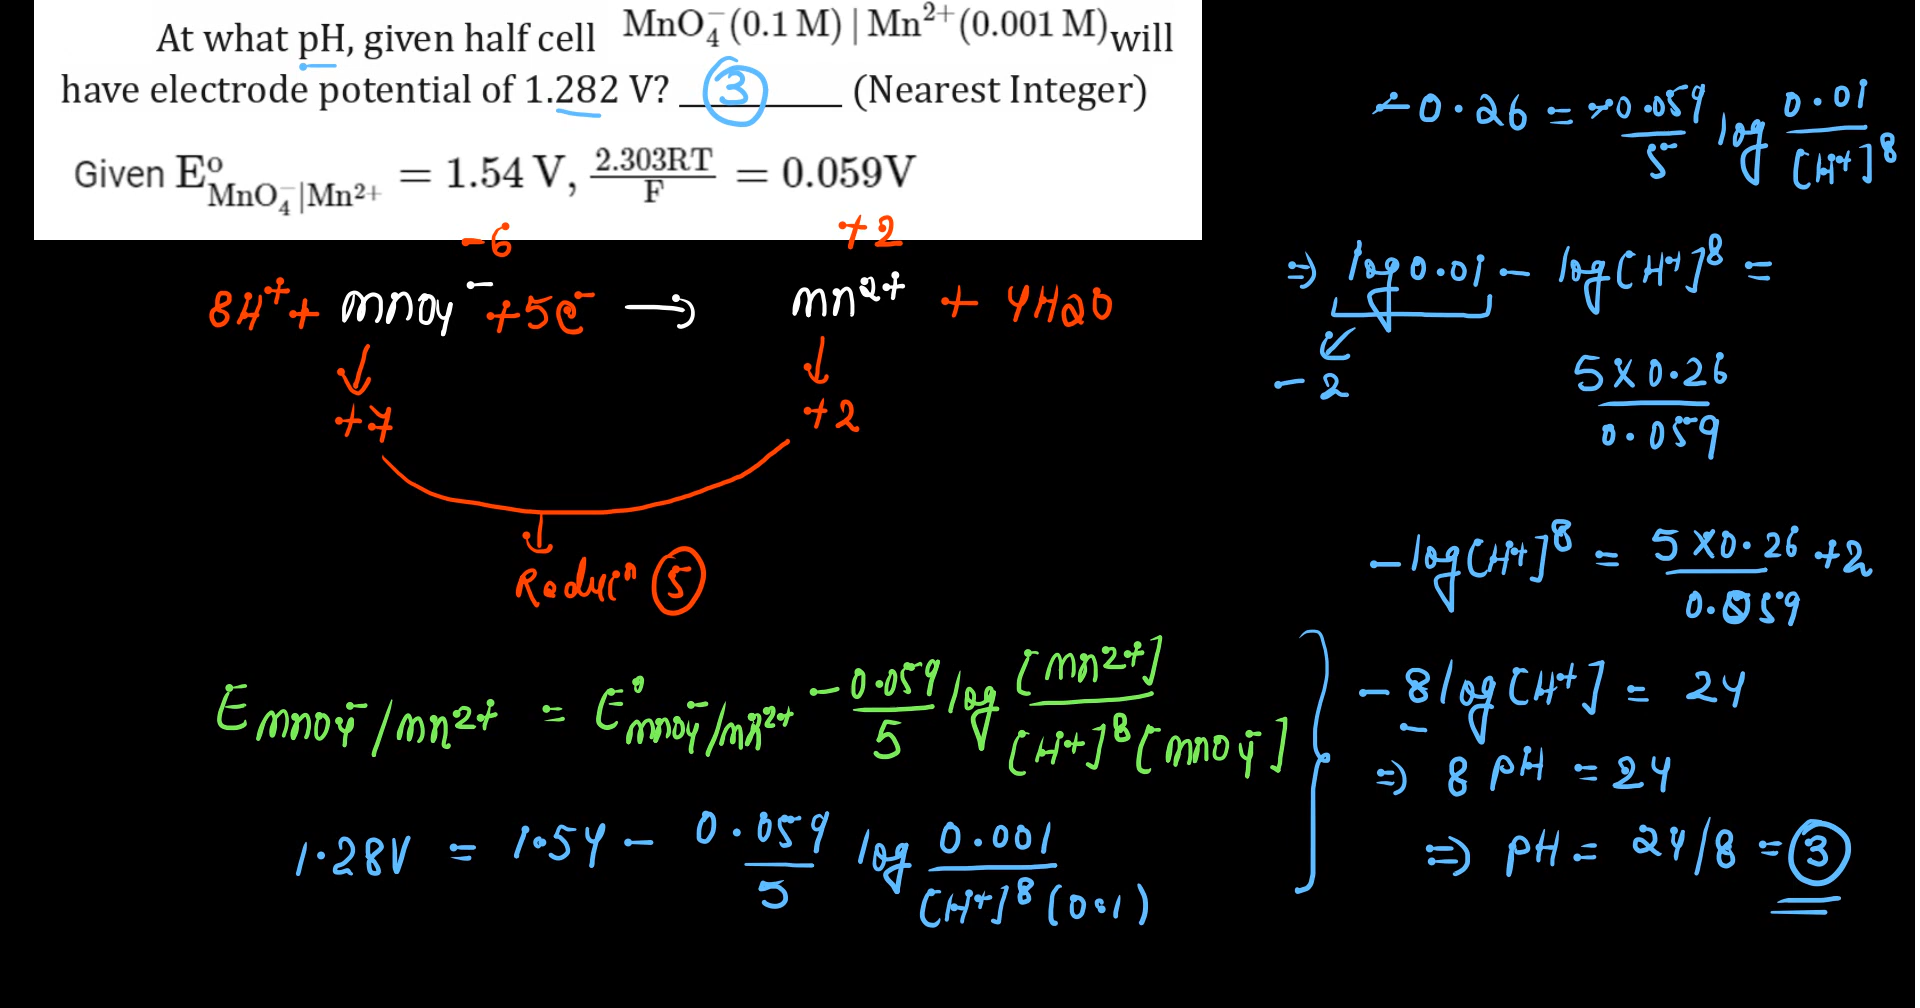 At what pH, given half cell MnO₄⁻(0.1 M) | Mn²⁺(0.001 M) will
have electrode potential of 1.282 V? ___3___ (Nearest Integer)
Given E°MnO₄⁻|Mn²⁺ = 1.54 V, 2.303RT/F = 0.059V
-6 +2
8H⁺ + mno4⁻ + 5e⁻ → mn²⁺ + 4H2O
+7 +2
Reducⁿ 5
E mno4⁻/mn²⁺ = E° mno4⁻/mn²⁺ - 0.059/5 log [mn²⁺]/[H⁺]⁸[mno4⁻]
1.28V = 1.54 - 0.059/5 log 0.001/[H⁺]⁸(0.1)
-0.26 = -0.059/5 log 0.01/[H⁺]⁸
⇒ log 0.01 - log[H⁺]⁸ =
-2 5×0.26/0.059
-log[H⁺]⁸ = 5×0.26/0.059 + 2
-8log[H⁺] = 24
⇒ 8 pH = 24
⇒ pH = 24/8 = 3